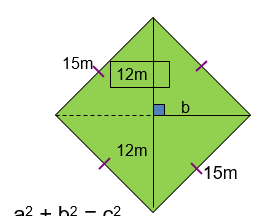 15m
12m
b
12m
15m
a² + b² = c²